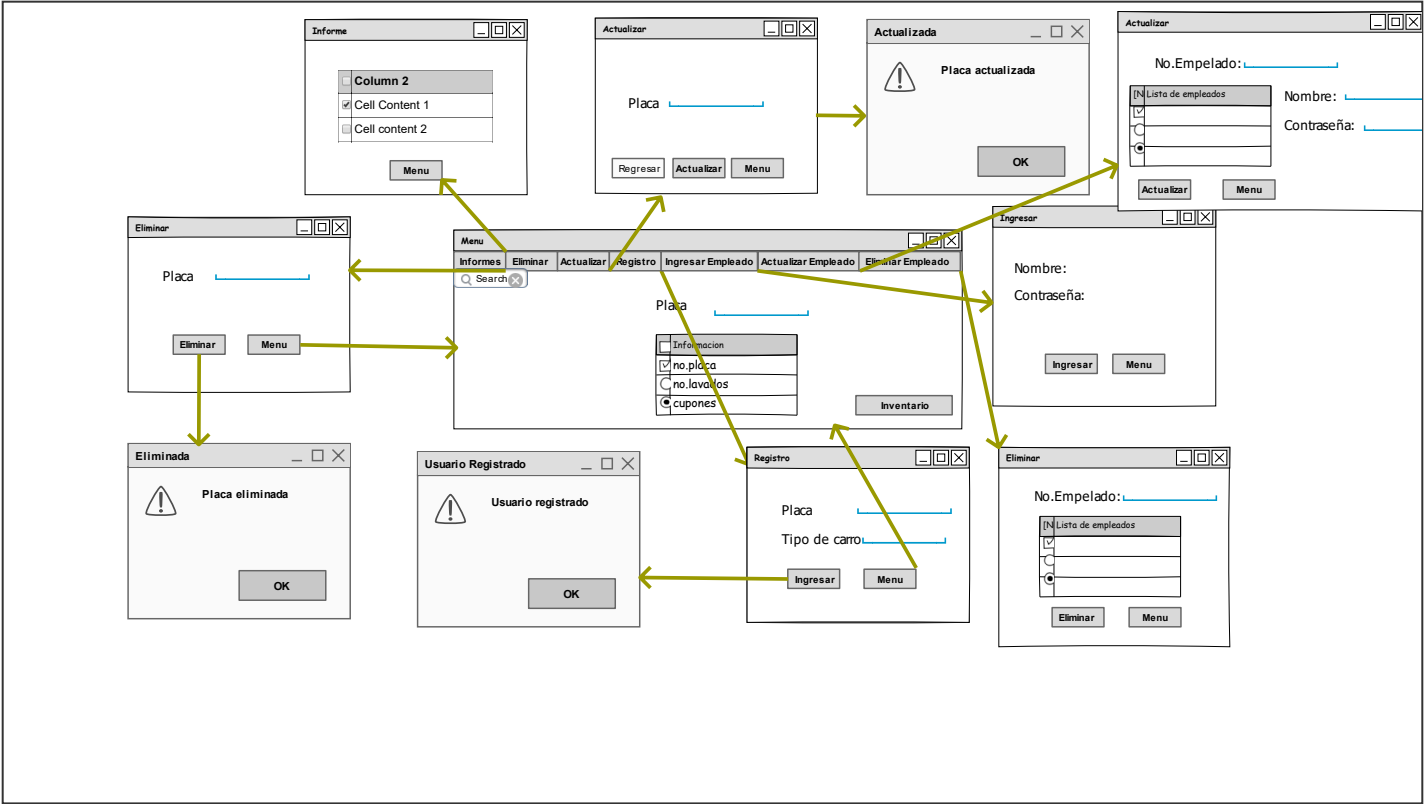 Informe
Column 2
Cell Content 1
Cell content 2
Menu
Actualizar
Placa
Regresar
Actualizar
Menu
Actualizada
Placa actualizada
OK
Actualizar
No.Empelado:
[N Lista de empleados
Nombre:
Contraseña:
Actualizar
Menu
Eliminar
Placa
Eliminar
Menu
Menu
Informes Eliminar Actualizar Registro Ingresar Empleado Actualizar Empleado Eliminar Empleado
Search
Placa
Informacion
no.placa
no.lavados
cupones
Inventario
Ingresar
Nombre:
Contraseña:
Ingresar
Menu
Eliminada
Placa eliminada
OK
Usuario Registrado
Usuario registrado
OK
Registro
Placa
Tipo de carro
Ingresar
Menu
Eliminar
No.Empelado:
[N Lista de empleados
Eliminar
Menu